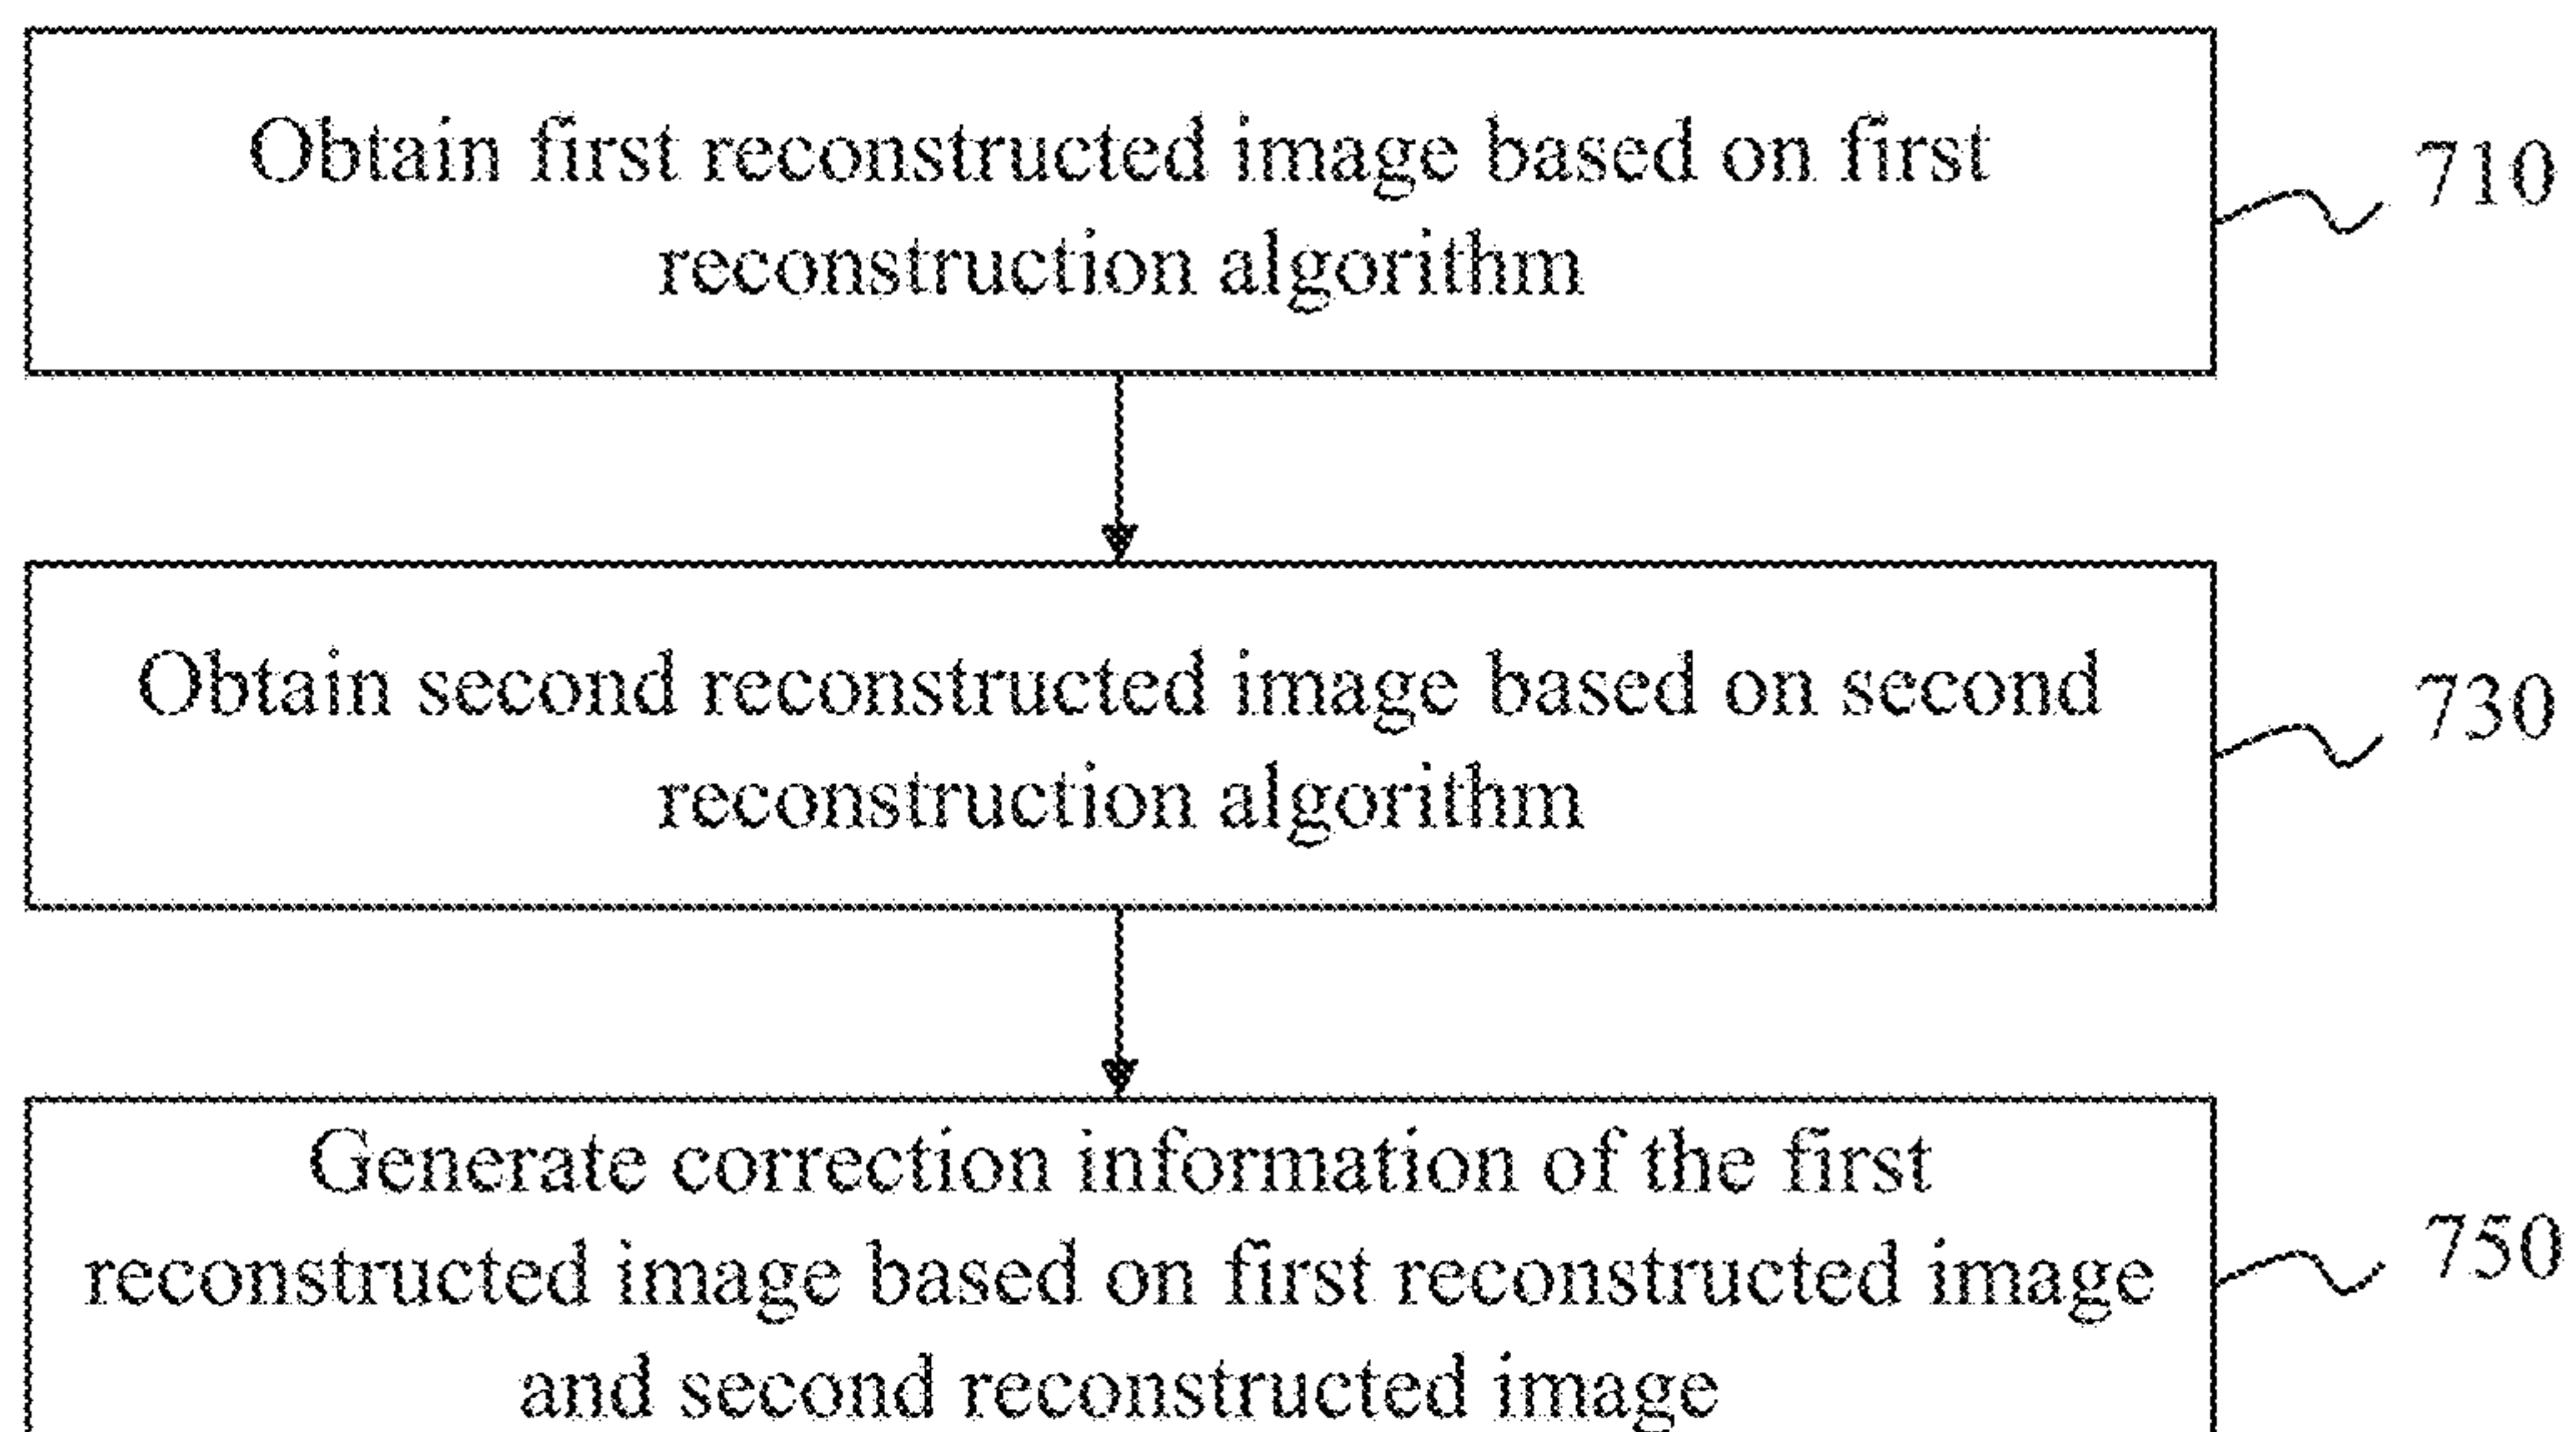 Obtain first reconstructed image based on first
reconstruction algorithm
710
Obtain second reconstructed image based on second
reconstruction algorithm
730
Generate correction information of the first
reconstructed image based on first reconstructed image
and second reconstructed image
750